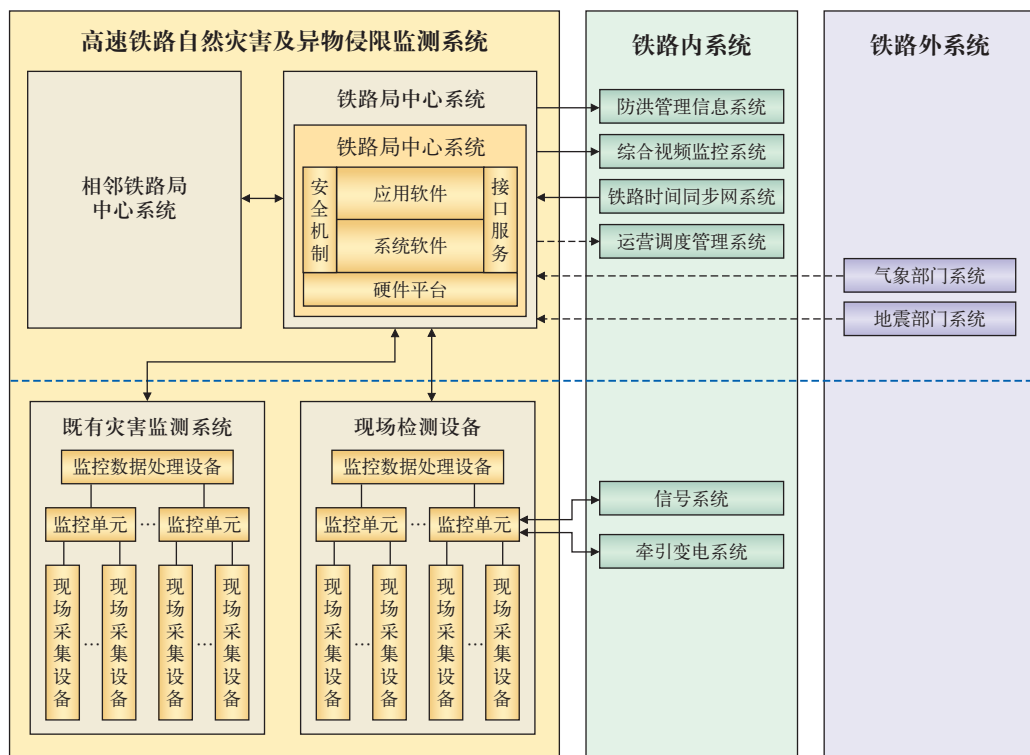 高速铁路自然灾害及异物侵限监测系统
铁路内系统
铁路外系统
相邻铁路局
中心系统
铁路局中心系统
铁路局中心系统
安全机制
应用软件
系统软件
接口服务
硬件平台
防洪管理信息系统
综合视频监控系统
铁路时间同步网系统
运营调度管理系统
气象部门系统
地震部门系统
既有灾害监测系统
监控数据处理设备
监控单元
…
监控单元
现场采集设备
…
现场采集设备
现场采集设备
…
现场采集设备
现场检测设备
监控数据处理设备
监控单元
…
监控单元
现场采集设备
…
现场采集设备
现场采集设备
…
现场采集设备
信号系统
牵引变电系统